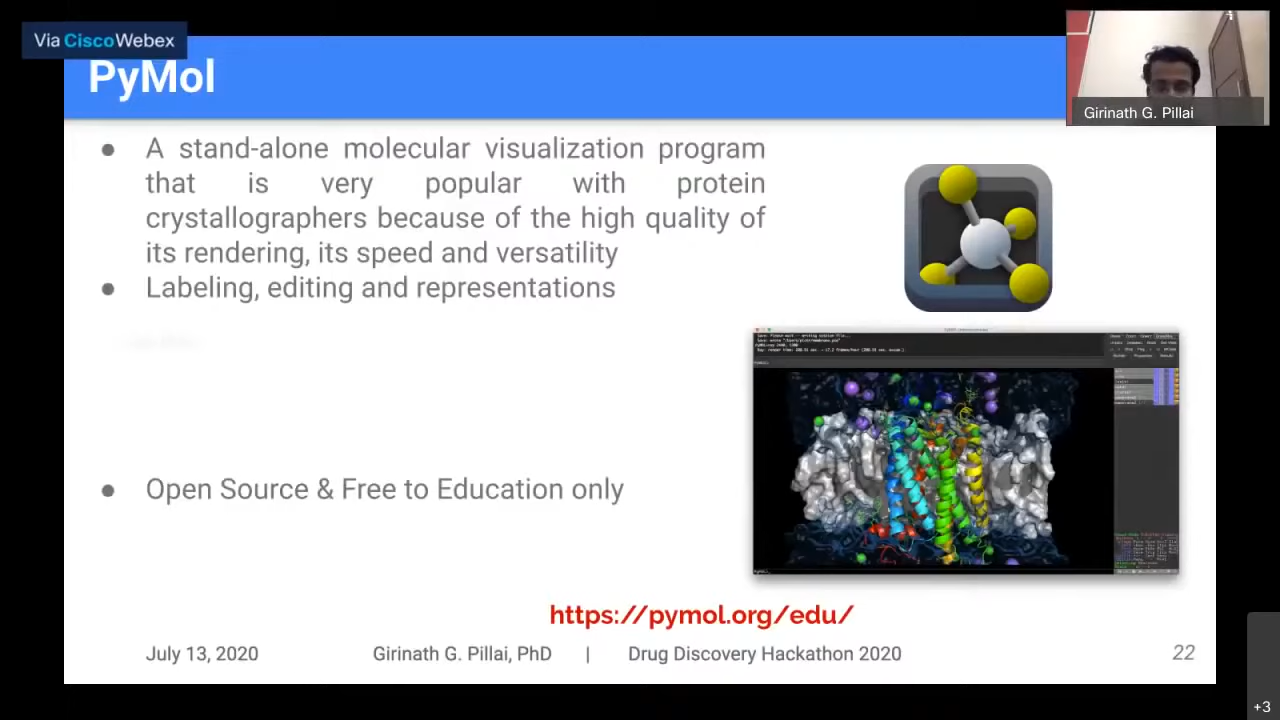 Via CiscoWebex
PyMol
Girinath G. Pillai
● A stand-alone molecular visualization program
that is very popular with protein
crystallographers because of the high quality of
its rendering, its speed and versatility
● Labeling, editing and representations
● Open Source & Free to Education only
https://pymol.org/edu/
July 13, 2020 Girinath G. Pillai, PhD | Drug Discovery Hackathon 2020 22
+3